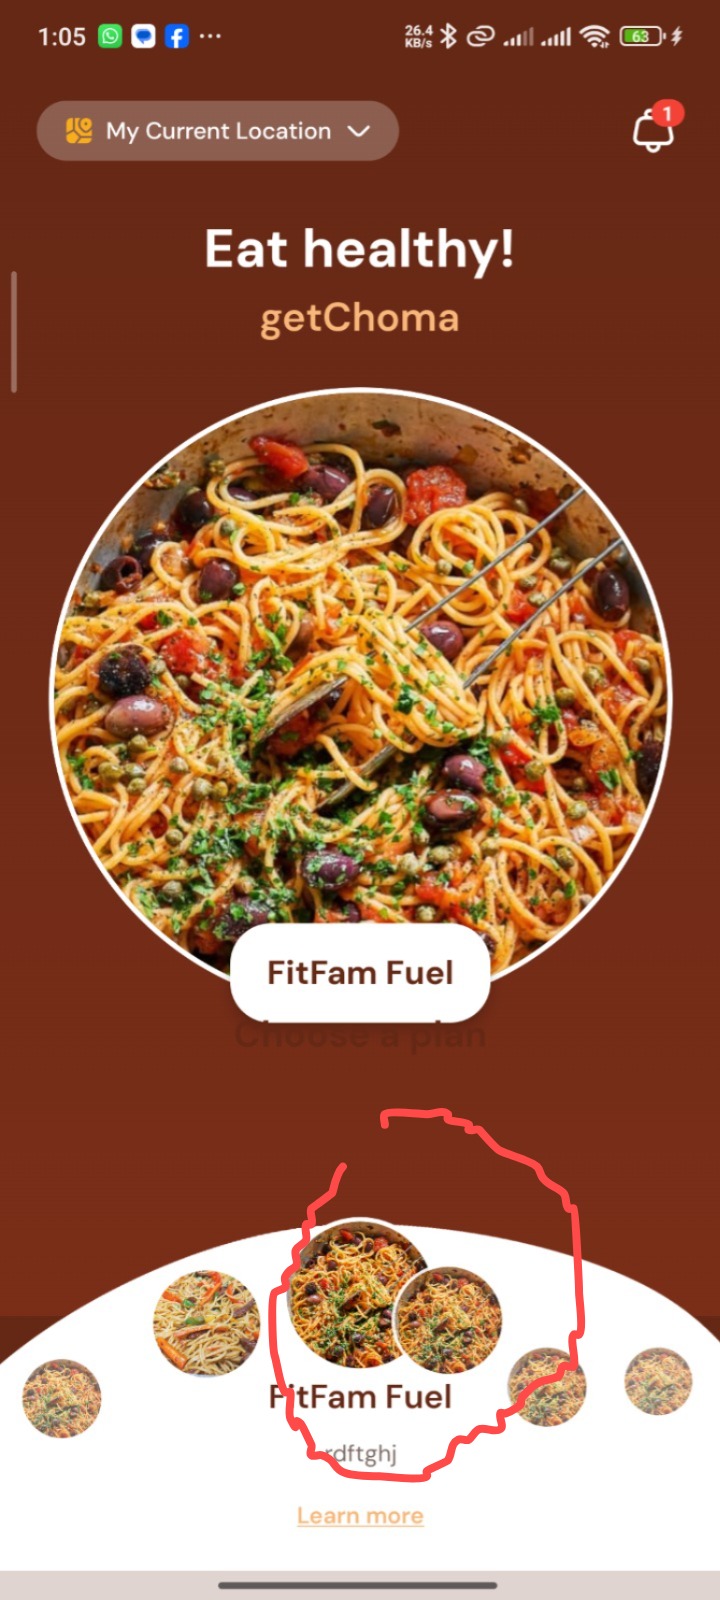 1:05
26.4
KB/s
63
My Current Location
1
Eat healthy!
getChoma
FitFam Fuel
Choose a plan
FitFam Fuel
rdftghj
Learn more